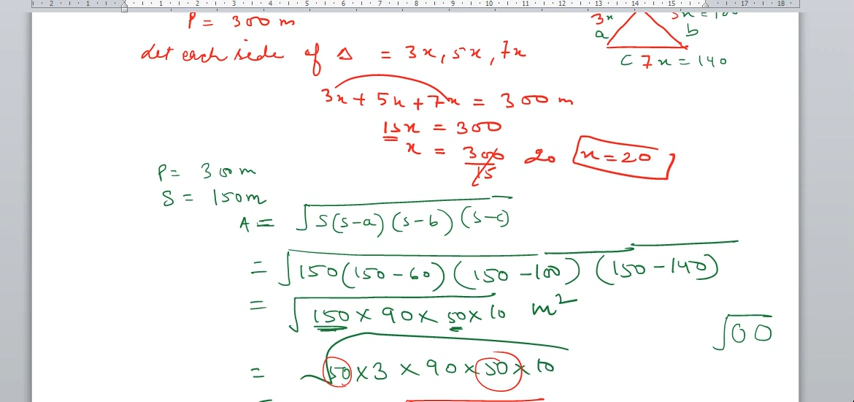 P = 300 m
Let each side of Δ = 3x, 5x, 7x
3x
a
b
C 7x = 140
3x + 5x + 7x = 300 m
15x = 300
x = 300/15 20 x = 20
P = 300 m
S = 150m
A = √S(S-a) (S-b) (S-c)
= √150(150-60) (150-100) (150-140)
= √150 × 90 × 50 × 10 m²
= √50 × 3 × 90 × 50 × 10